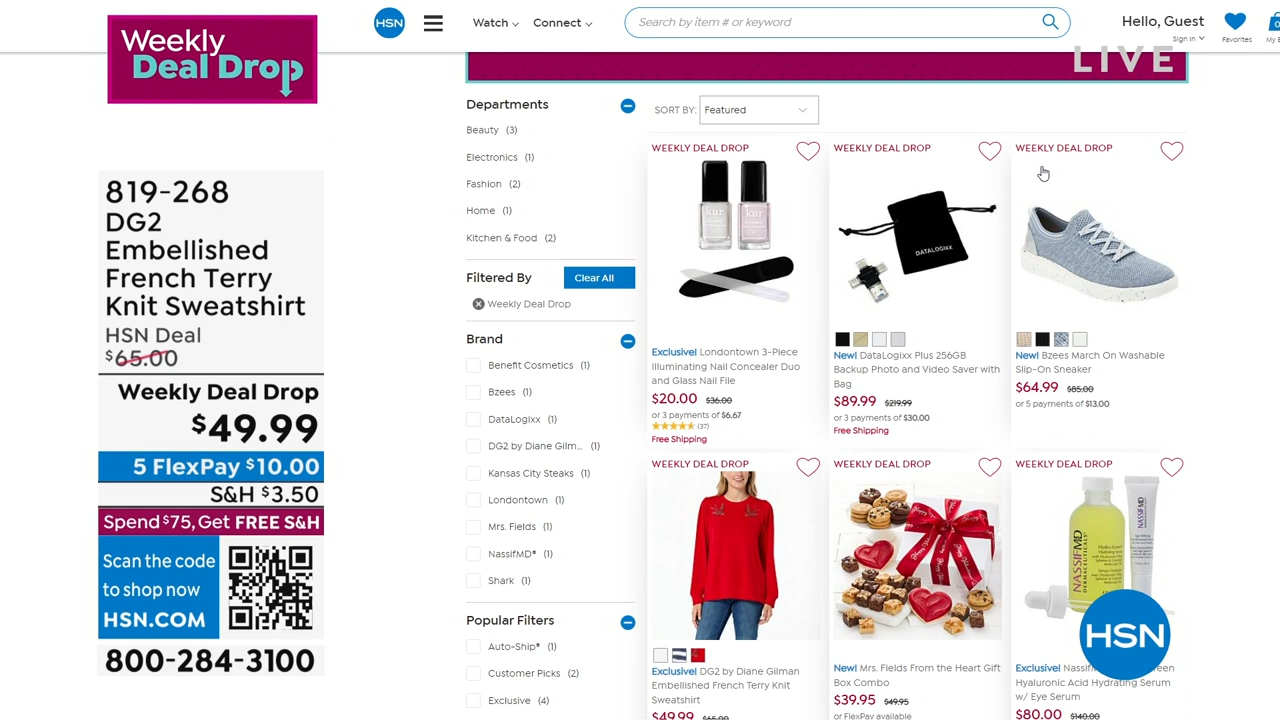 Weekly
Deal Drop
HSN
Watch
Connect
Search by item # or keyword
Hello, Guest
Sign In
Favorites
0
LIVE
819-268
DG2
Embellished
French Terry
Knit Sweatshirt
HSN Deal
$65.00
Weekly Deal Drop
$49.99
5 FlexPay $10.00
S&H $3.50
Spend $75, Get FREE S&H
Scan the code
to shop now
HSN.COM
800-284-3100
Departments
Beauty (3)
Electronics (1)
Fashion (2)
Home (1)
Kitchen & Food (2)
Filtered By
Clear All
Weekly Deal Drop
Brand
Benefit Cosmetics (1)
Bzees (1)
DataLogixx (1)
DG2 by Diane Gilm... (1)
Kansas City Steaks (1)
Londontown (1)
Mrs. Fields (1)
NassifMD® (1)
Shark (1)
Popular Filters
Auto-Ship® (1)
Customer Picks (2)
Exclusive (4)
SORT BY: Featured
WEEKLY DEAL DROP
kur
kur
Exclusive! Londontown 3-Piece
Illuminating Nail Concealer Duo
and Glass Nail File
$20.00 $36.00
or 3 payments of $6.67
(37)
Free Shipping
WEEKLY DEAL DROP
DATALOGIXX
New! DataLogixx Plus 256GB
Backup Photo and Video Saver with
Bag
$89.99 $219.99
or 3 payments of $30.00
Free Shipping
WEEKLY DEAL DROP
New! Bzees March On Washable
Slip-On Sneaker
$64.99 $85.00
or 5 payments of $13.00
WEEKLY DEAL DROP
Exclusive! DG2 by Diane Gilman
Embellished French Terry Knit
Sweatshirt
$49.99 $65.00
WEEKLY DEAL DROP
New! Mrs. Fields From the Heart Gift
Box Combo
$39.95 $49.95
or FlexPay available
WEEKLY DEAL DROP
NASSIFMD
DERMACEUTICALS
NASSIFMD
HSN
Exclusive!
Hyaluronic Acid Hydrating Serum
w/ Eye Serum
$80.00 $140.00